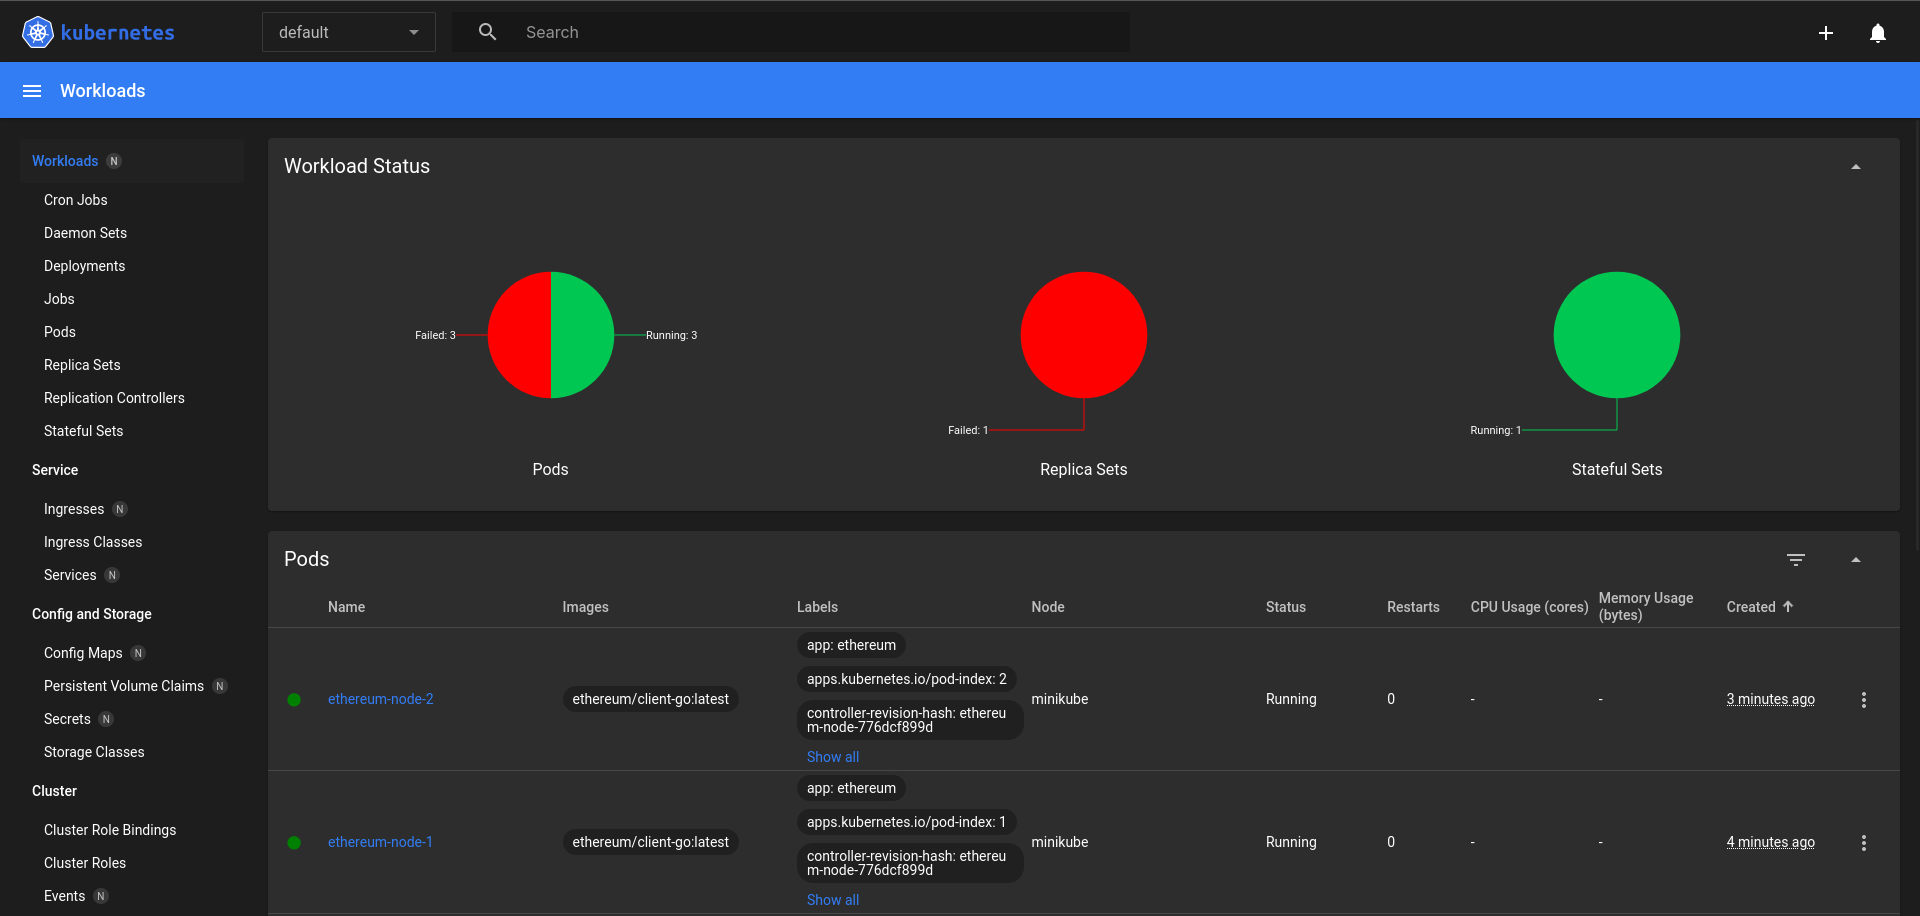 kubernetes
default
Search
Workloads
Workloads N
Cron Jobs
Daemon Sets
Deployments
Jobs
Pods
Replica Sets
Replication Controllers
Stateful Sets
Service
Ingresses N
Ingress Classes
Services N
Config and Storage
Config Maps N
Persistent Volume Claims N
Secrets N
Storage Classes
Cluster
Cluster Role Bindings
Cluster Roles
Events N
Workload Status
Failed: 3
Running: 3
Pods
Failed: 1
Replica Sets
Running: 1
Stateful Sets
Pods
Name Images Labels Node Status Restarts CPU Usage (cores) Memory Usage
(bytes) Created
app: ethereum
apps.kubernetes.io/pod-index: 2
ethereum-node-2 ethereum/client-go:latest minikube Running 0 - - 3 minutes ago
controller-revision-hash: ethereu
m-node-776dcf899d
Show all
app: ethereum
apps.kubernetes.io/pod-index: 1
ethereum-node-1 ethereum/client-go:latest minikube Running 0 - - 4 minutes ago
controller-revision-hash: ethereu
m-node-776dcf899d
Show all